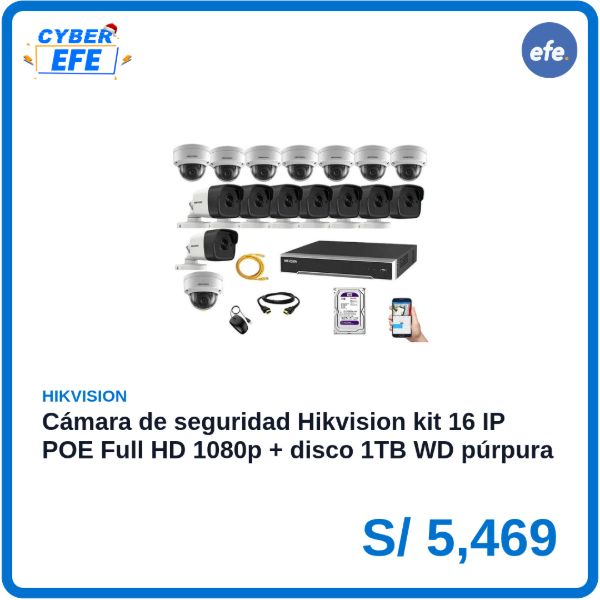 CYBER
EFE
efe.
HIKVISION
HIKVISION
Cámara de seguridad Hikvision kit 16 IP
POE Full HD 1080p + disco 1TB WD púrpura
S/ 5,469